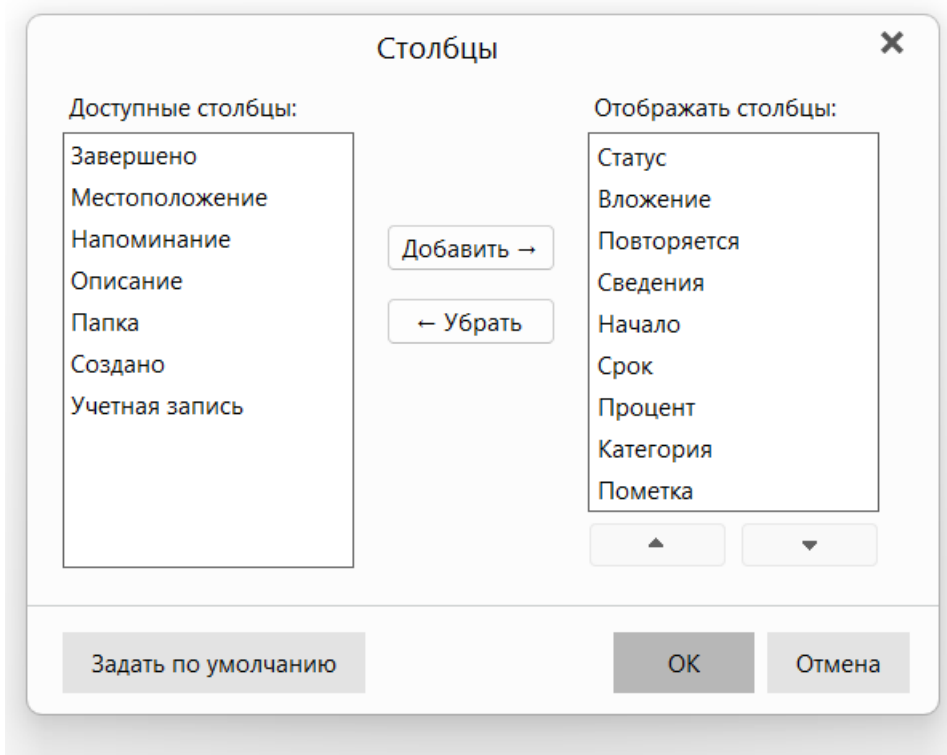 Столбцы
Доступные столбцы:
Завершено
Местоположение
Напоминание
Описание
Папка
Создано
Учетная запись
Добавить →
← Убрать
Отображать столбцы:
Статус
Вложение
Повторяется
Сведения
Начало
Срок
Процент
Категория
Пометка
Задать по умолчанию
ОК
Отмена